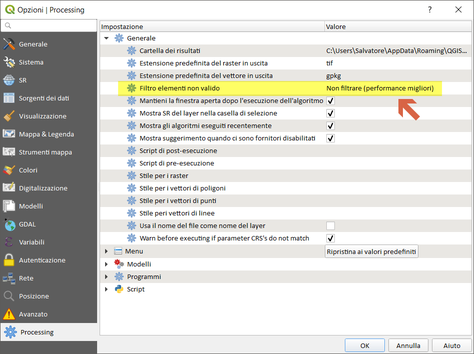 Opzioni | Processing
Impostazione Valore
Generale
Cartella dei risultati C:\Users\Salvatore\AppData\Roaming\QGIS
Estensione predefinita del raster in uscita tif
Estensione predefinita del vettore in uscita gpkg
Filtro elementi non valido Non filtrare (performance migliori)
Mantieni la finestra aperta dopo l'esecuzione dell'algoritmo
Mostra SR del layer nella casella di selezione
Mostra gli algoritmi eseguiti recentemente
Mostra suggerimento quando ci sono fornitori disabilitati
Script di post-esecuzione
Script di pre-esecuzione
Stile per i raster
Stile per i vettori di poligoni
Stile per i vettori di punti
Stile peri vettori di linee
Usa il nome del file come nome del layer
Warn before executing if parameter CRS's do not match
Menu Ripristina ai valori predefiniti
Modelli
Programmi
Script
Generale
Sistema
SR
Sorgenti dei dati
Visualizzazione
Mappa & Legenda
Strumenti mappa
Colori
Digitalizzazione
Modelli
GDAL
Variabili
Autenticazione
Rete
Posizione
Avanzato
Processing
OK Annulla Aiuto